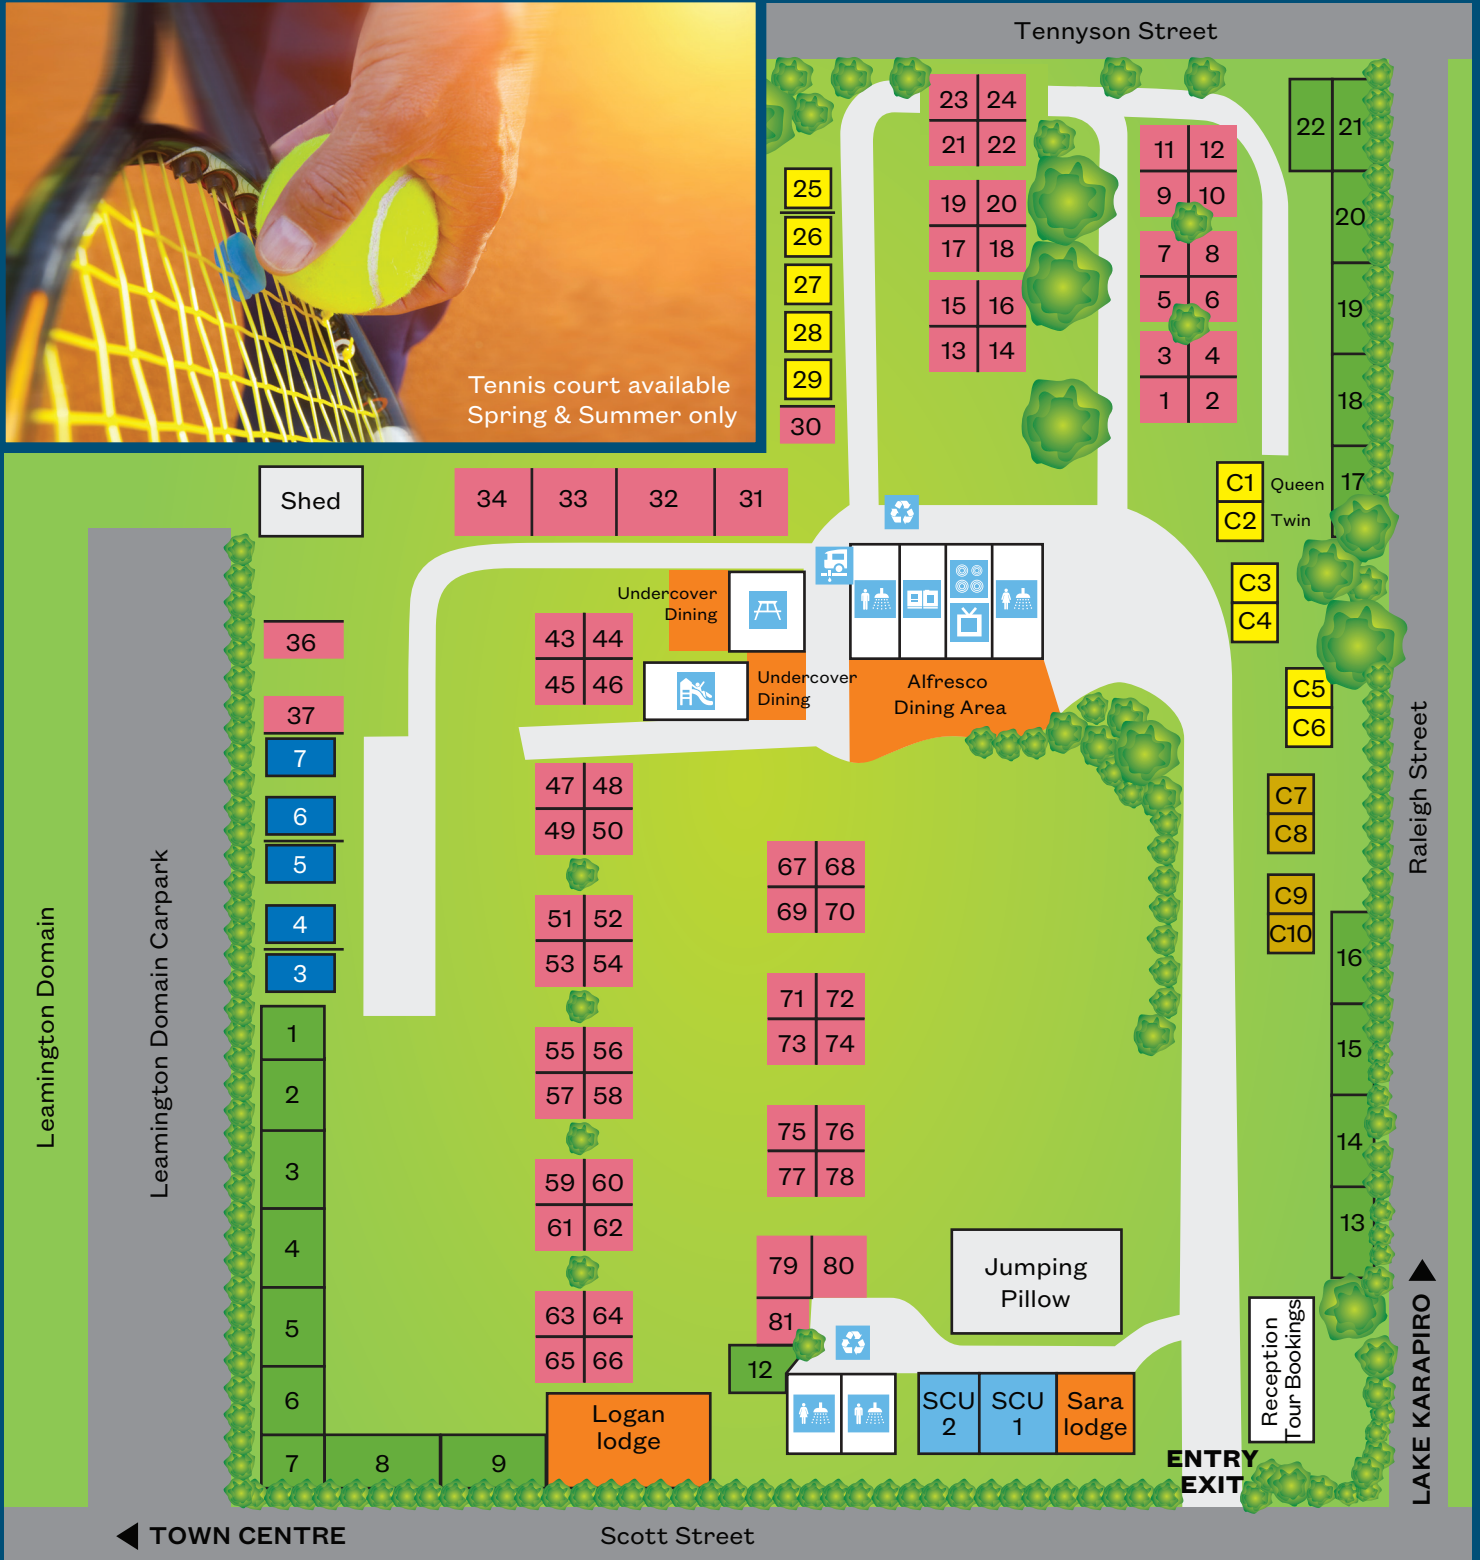 Tennyson Street
Tennis court available
Spring & Summer only
23 24
21 22
19 20
17 18
15 16
13 14
11 12
9 10
7 8
5 6
3 4
1 2
22 21
20
19
18
17
25
26
27
28
29
30
Shed
34 33 32 31
C1 Queen
C2 Twin
C3
C4
C5
C6
C7
C8
C9
C10
16
15
14
13
Raleigh Street
LAKE KARAPIRO
Undercover
Dining
Undercover
Dining
Alfresco
Dining Area
36
37
7
6
5
4
3
1
2
3
4
5
6
7 8 9
Leamington Domain
Leamington Domain Carpark
43 44
45 46
47 48
49 50
51 52
53 54
55 56
57 58
59 60
61 62
63 64
65 66
67 68
69 70
71 72
73 74
75 76
77 78
79 80
81
12
Jumping
Pillow
Logan
lodge
SCU
2
SCU
1
Sara
lodge
Reception
Tour Bookings
ENTRY
EXIT
TOWN CENTRE
Scott Street